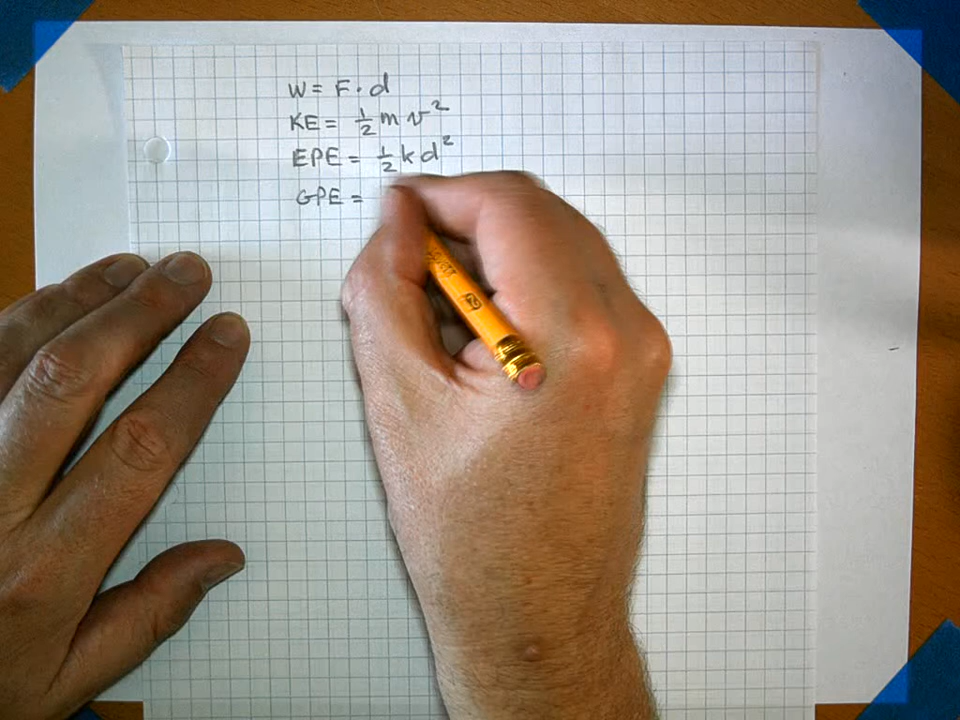 W = F · d
KE = ½ m v²
EPE = ½ k d²
GPE =